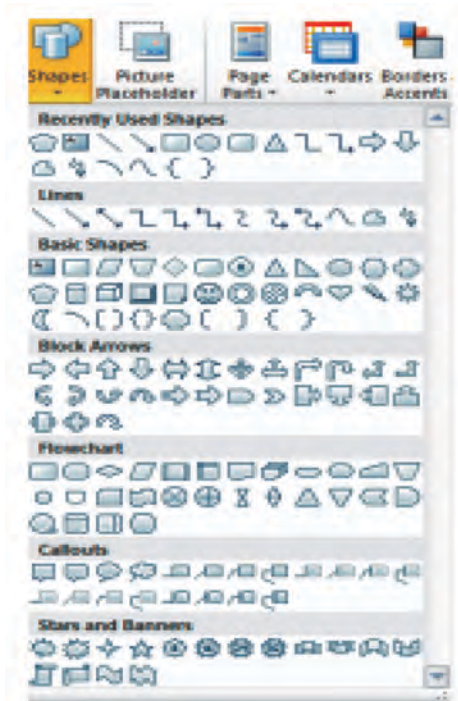 Shapes Picture Page Calendars Borders
Placeholder Parts Accents
Recently Used Shapes
Lines
Basic Shapes
Block Arrows
Flowchart
Callouts
Stars and Banners